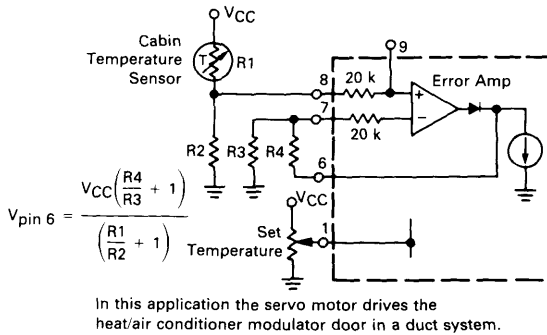 VCC
Cabin
Temperature
Sensor
T
R1
9
Error Amp
8
20 k
+
7
20 k
−
R2
R3
R4
6
Vpin 6 = VCC(R4/R3 + 1) / (R1/R2 + 1)
VCC
Set
Temperature
1
In this application the servo motor drives the
heat/air conditioner modulator door in a duct system.